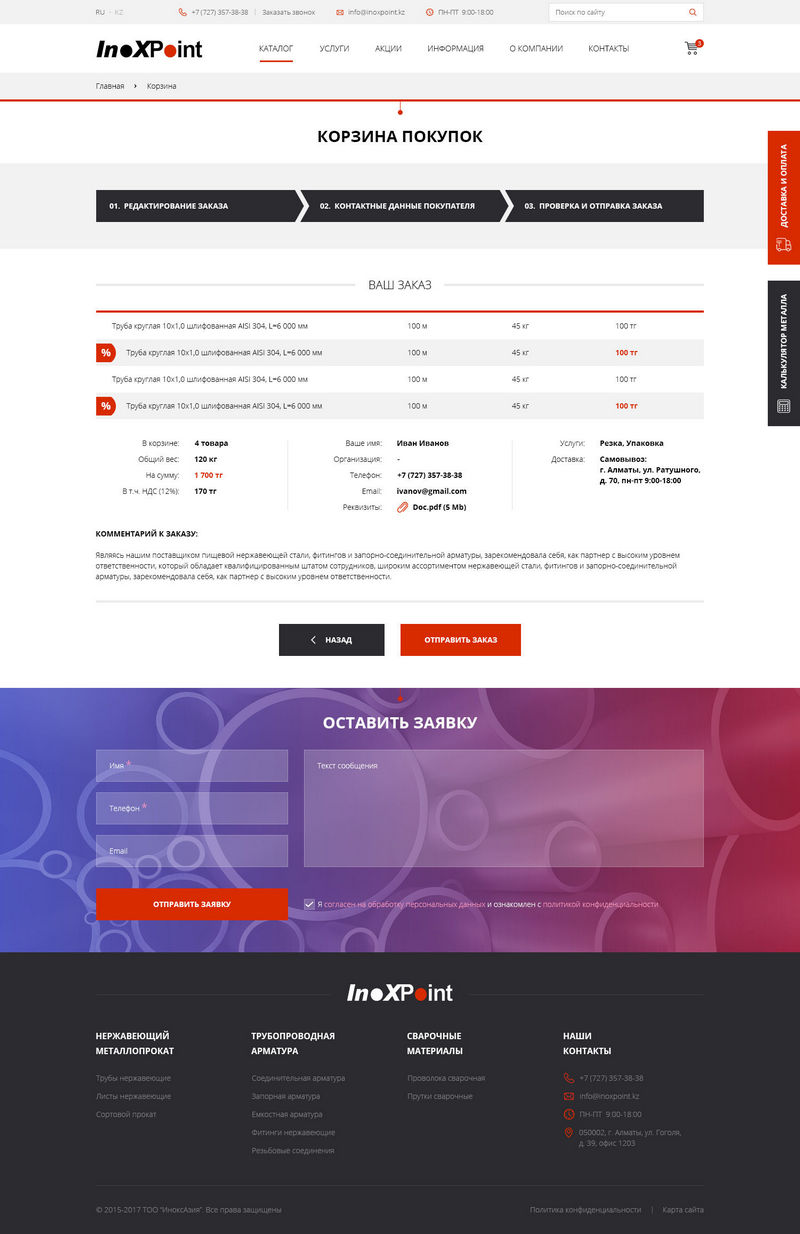 RU - KZ
+7 (727) 357-38-38 | Заказать звонок
info@inoxpoint.kz
ПН-ПТ 9:00-18:00
Поиск по сайту
InoXPoint
КАТАЛОГ
УСЛУГИ
АКЦИИ
ИНФОРМАЦИЯ
О КОМПАНИИ
КОНТАКТЫ
3
Главная > Корзина
КОРЗИНА ПОКУПОК
ДОСТАВКА И ОПЛАТА
КАЛЬКУЛЯТОР МЕТАЛЛА
01. РЕДАКТИРОВАНИЕ ЗАКАЗА
02. КОНТАКТНЫЕ ДАННЫЕ ПОКУПАТЕЛЯ
03. ПРОВЕРКА И ОТПРАВКА ЗАКАЗА
ВАШ ЗАКАЗ
Труба круглая 10х1,0 шлифованная AISI 304, L=6 000 мм 100 м 45 кг 100 тг
% Труба круглая 10х1,0 шлифованная AISI 304, L=6 000 мм 100 м 45 кг 100 тг
Труба круглая 10х1,0 шлифованная AISI 304, L=6 000 мм 100 м 45 кг 100 тг
% Труба круглая 10х1,0 шлифованная AISI 304, L=6 000 мм 100 м 45 кг 100 тг
В корзине: 4 товара
Общий вес: 120 кг
На сумму: 1 700 тг
В т.ч. НДС (12%): 170 тг
Ваше имя: Иван Иванов
Организация: -
Телефон: +7 (727) 357-38-38
Email: ivanov@gmail.com
Реквизиты: Doc.pdf (5 Mb)
Услуги: Резка, Упаковка
Доставка: Самовывоз:
г. Алматы, ул. Ратушного,
д. 70, пн-пт 9:00-18:00
КОММЕНТАРИЙ К ЗАКАЗУ:
Являясь нашим поставщиком пищевой нержавеющей стали, фитингов и запорно-соединительной арматуры, зарекомендовала себя, как партнер с высоким уровнем
ответственности, который обладает квалифицированным штатом сотрудников, широким ассортиментом нержавеющей стали, фитингов и запорно-соединительной
арматуры, зарекомендовала себя, как партнер с высоким уровнем ответственности.
НАЗАД
ОТПРАВИТЬ ЗАКАЗ
ОСТАВИТЬ ЗАЯВКУ
Имя *
Телефон *
Email
Текст сообщения
ОТПРАВИТЬ ЗАЯВКУ
Я согласен на обработку персональных данных и ознакомлен с политикой конфиденциальности
InoXPoint
НЕРЖАВЕЮЩИЙ
МЕТАЛЛОПРОКАТ
Трубы нержавеющие
Листы нержавеющие
Сортовой прокат
ТРУБОПРОВОДНАЯ
АРМАТУРА
Соединительная арматура
Запорная арматура
Емкостная арматура
Фитинги нержавеющие
Резьбовые соединения
СВАРОЧНЫЕ
МАТЕРИАЛЫ
Проволока сварочная
Прутки сварочные
НАШИ
КОНТАКТЫ
+7 (727) 357-38-38
info@inoxpoint.kz
ПН-ПТ 9:00-18:00
050002, г. Алматы, ул. Гоголя,
д. 39, офис 1203
© 2015-2017 ТОО "ИноксАзия". Все права защищены
Политика конфиденциальности | Карта сайта